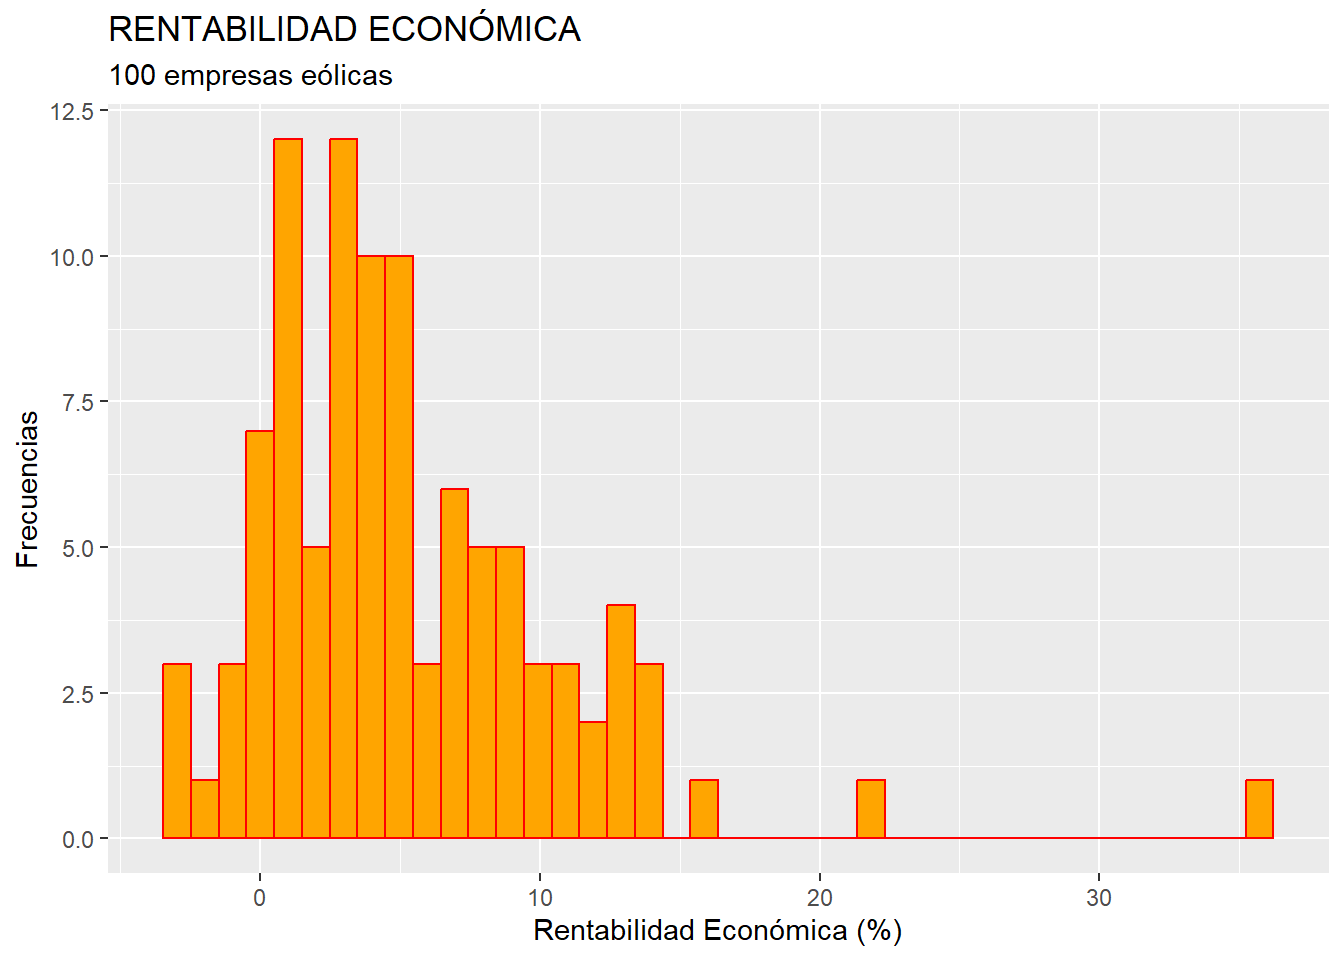 RENTABILIDAD ECONÓMICA
100 empresas eólicas
12.5
10.0
7.5
5.0
2.5
0.0
Frecuencias
0 10 20 30
Rentabilidad Económica (%)